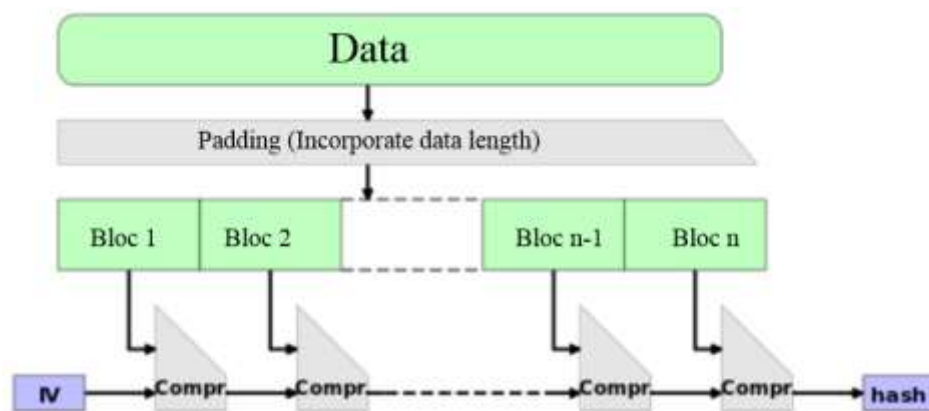 Data
Padding (Incorporate data length)
Bloc 1 Bloc 2 Bloc n-1 Bloc n
IV Compr Compr Compr Compr hash